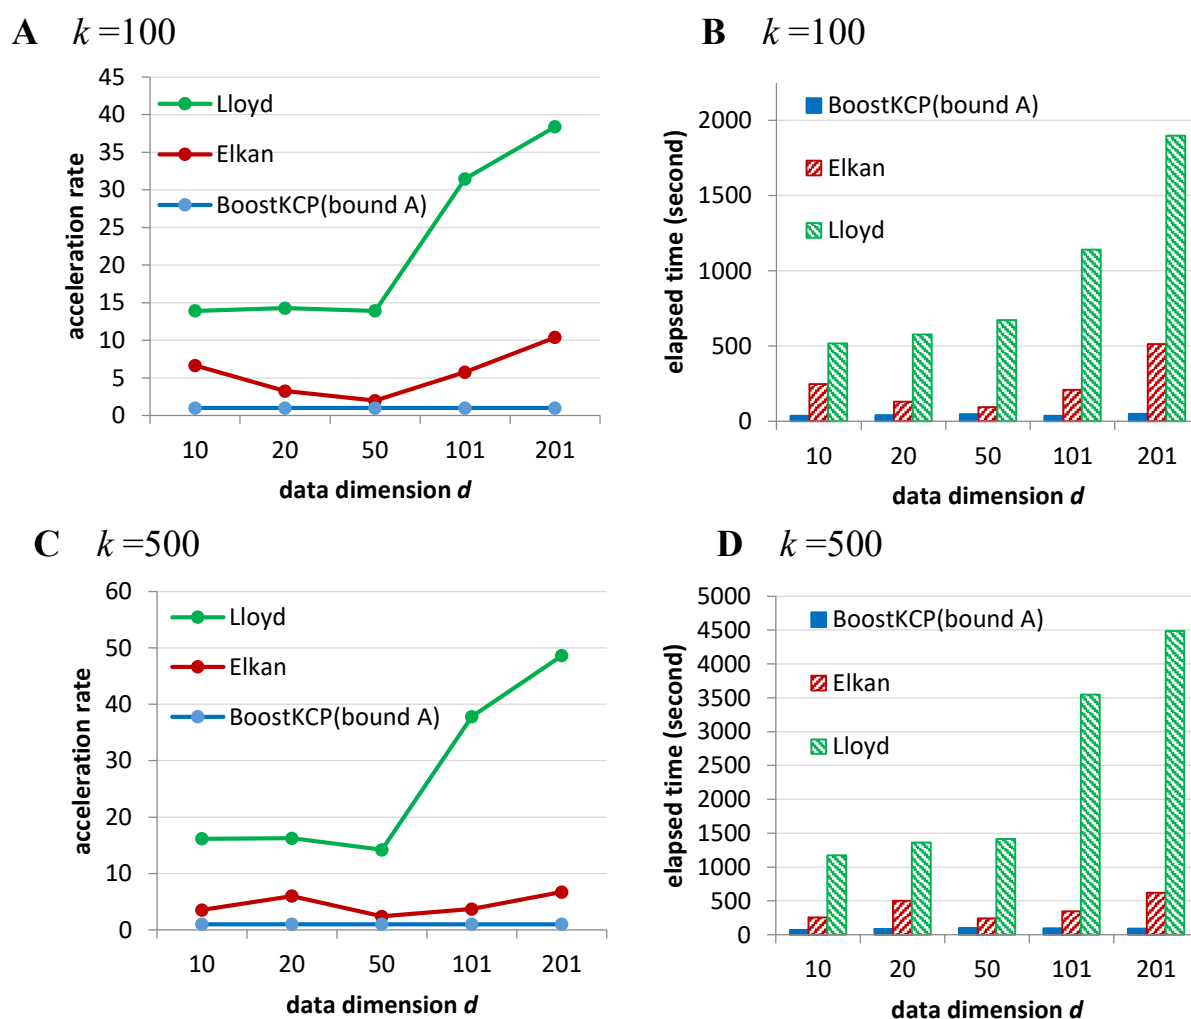 A k =100
45
40
35
30
25
20
15
10
5
0
acceleration rate
Lloyd
Elkan
BoostKCP(bound A)
10 20 50 101 201
data dimension d
B k =100
2000
1500
1000
500
0
elapsed time (second)
BoostKCP(bound A)
Elkan
Lloyd
10 20 50 101 201
data dimension d
C k =500
60
50
40
30
20
10
0
acceleration rate
Lloyd
Elkan
BoostKCP(bound A)
10 20 50 101 201
data dimension d
D k =500
5000
4500
4000
3500
3000
2500
2000
1500
1000
500
0
elapsed time (second)
BoostKCP(bound A)
Elkan
Lloyd
10 20 50 101 201
data dimension d